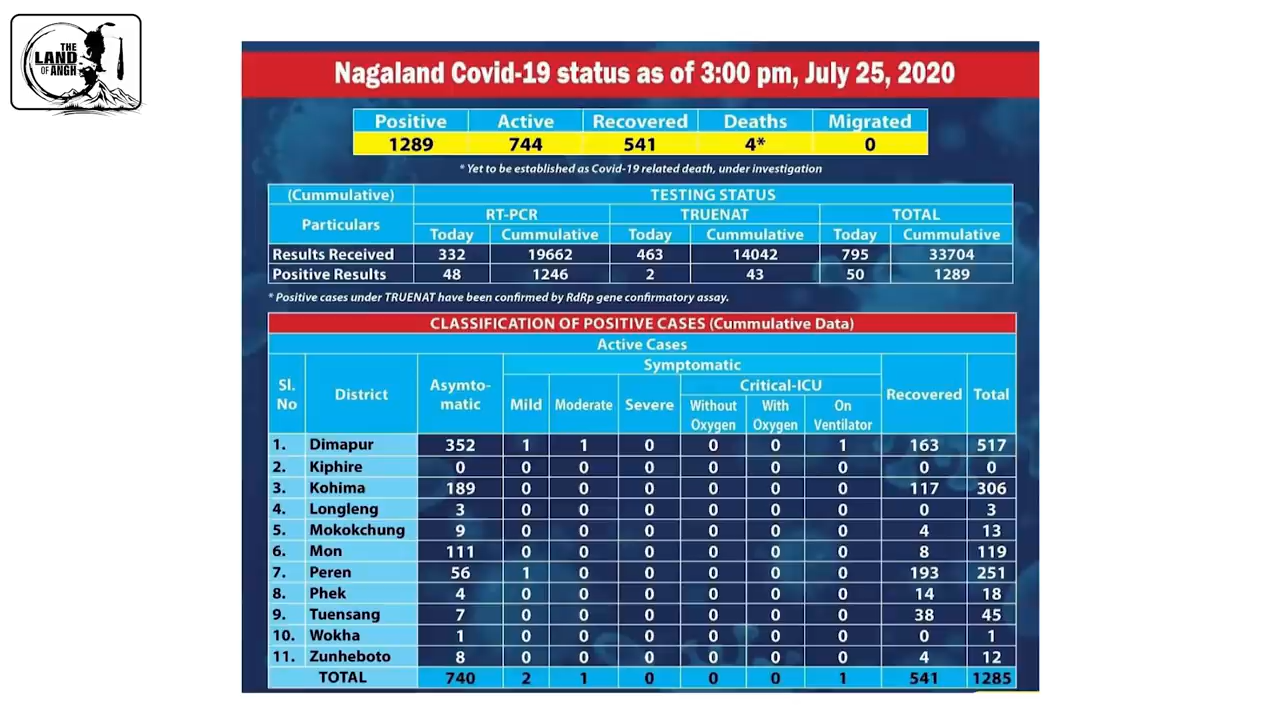 THE
LAND
OF ANGH
Nagaland Covid-19 status as of 3:00 pm, July 25, 2020
Positive Active Recovered Deaths Migrated
1289 744 541 4* 0
* Yet to be established as Covid-19 related death, under investigation
(Cummulative) TESTING STATUS
Particulars RT-PCR TRUENAT TOTAL
Today Cummulative Today Cummulative Today Cummulative
Results Received 332 19662 463 14042 795 33704
Positive Results 48 1246 2 43 50 1289
* Positive cases under TRUENAT have been confirmed by RdRp gene confirmatory assay.
CLASSIFICATION OF POSITIVE CASES (Cummulative Data)
Active Cases
Symptomatic
Sl. No District Asymto-matic Mild Moderate Severe Critical-ICU Recovered Total
Without Oxygen With Oxygen On Ventilator
1. Dimapur 352 1 1 0 0 0 1 163 517
2. Kiphire 0 0 0 0 0 0 0 0 0
3. Kohima 189 0 0 0 0 0 0 117 306
4. Longleng 3 0 0 0 0 0 0 0 3
5. Mokokchung 9 0 0 0 0 0 0 4 13
6. Mon 111 0 0 0 0 0 0 8 119
7. Peren 56 1 0 0 0 0 0 193 251
8. Phek 4 0 0 0 0 0 0 14 18
9. Tuensang 7 0 0 0 0 0 0 38 45
10. Wokha 1 0 0 0 0 0 0 0 1
11. Zunheboto 8 0 0 0 0 0 0 4 12
TOTAL 740 2 1 0 0 0 1 541 1285